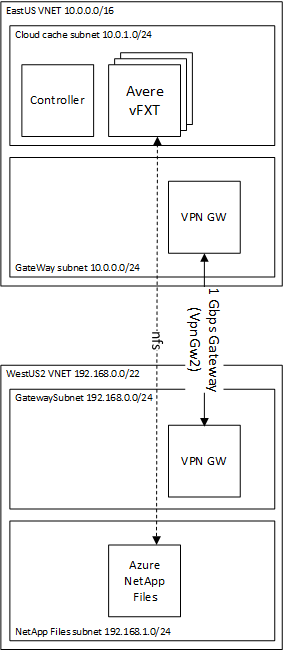 EastUS VNET 10.0.0.0/16
Cloud cache subnet 10.0.1.0/24
Controller
Avere
vFXT
VPN GW
GateWay subnet 10.0.0.0/24
nfs
1 Gbps Gateway
(VpnGw2)
WestUS2 VNET 192.168.0.0/22
GatewaySubnet 192.168.0.0/24
VPN GW
Azure
NetApp
Files
NetApp Files subnet 192.168.1.0/24